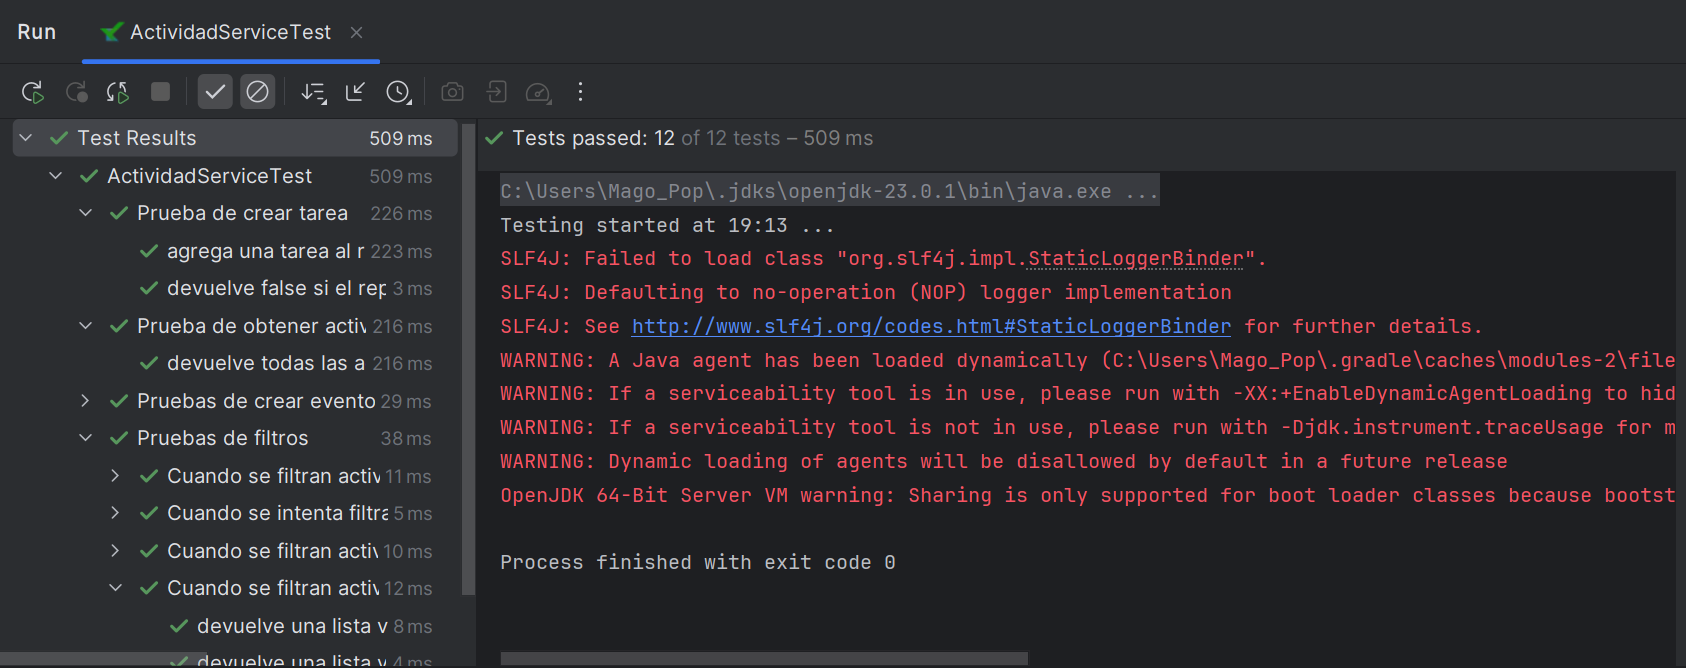 Run
ActividadServiceTest
Test Results 509 ms
ActividadServiceTest 509 ms
Prueba de crear tarea 226 ms
agrega una tarea al r 223 ms
devuelve false si el rep 3 ms
Prueba de obtener activ 216 ms
devuelve todas las a 216 ms
Pruebas de crear evento 29 ms
Pruebas de filtros 38 ms
Cuando se filtran activ 11 ms
Cuando se intenta filtra 5 ms
Cuando se filtran activ 10 ms
Cuando se filtran activ 12 ms
devuelve una lista v 8 ms
devuelve una lista v 4 ms
Tests passed: 12 of 12 tests – 509 ms
C:\Users\Mago_Pop\.jdks\openjdk-23.0.1\bin\java.exe ...
Testing started at 19:13 ...
SLF4J: Failed to load class "org.slf4j.impl.StaticLoggerBinder".
SLF4J: Defaulting to no-operation (NOP) logger implementation
SLF4J: See http://www.slf4j.org/codes.html#StaticLoggerBinder for further details.
WARNING: A Java agent has been loaded dynamically (C:\Users\Mago_Pop\.gradle\caches\modules-2\file
WARNING: If a serviceability tool is in use, please run with -XX:+EnableDynamicAgentLoading to hid
WARNING: If a serviceability tool is not in use, please run with -Djdk.instrument.traceUsage for m
WARNING: Dynamic loading of agents will be disallowed by default in a future release
OpenJDK 64-Bit Server VM warning: Sharing is only supported for boot loader classes because bootst
Process finished with exit code 0